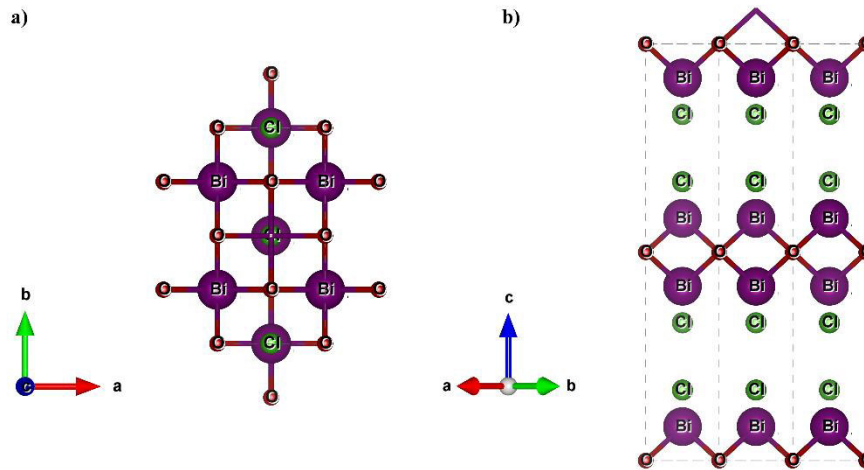 a)
O
O Cl O
O Bi O Bi O
O Cl O
O Bi O Bi O
O Cl O
O
b
c a
b)
O O O O
Bi Bi Bi
Cl Cl Cl
Cl Cl Cl
Bi Bi Bi
O O O O
Bi Bi Bi
Cl Cl Cl
Cl Cl Cl
Bi Bi Bi
O O O O
c
a b